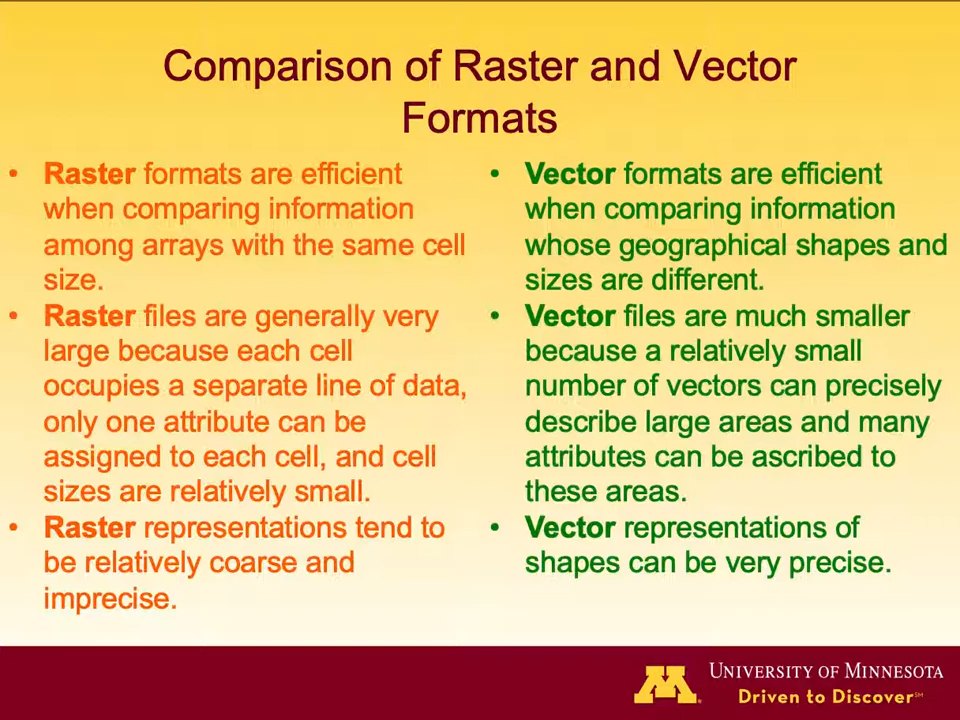 Comparison of Raster and Vector
Formats
• Raster formats are efficient
when comparing information
among arrays with the same cell
size.
• Raster files are generally very
large because each cell
occupies a separate line of data,
only one attribute can be
assigned to each cell, and cell
sizes are relatively small.
• Raster representations tend to
be relatively coarse and
imprecise.
• Vector formats are efficient
when comparing information
whose geographical shapes and
sizes are different.
• Vector files are much smaller
because a relatively small
number of vectors can precisely
describe large areas and many
attributes can be ascribed to
these areas.
• Vector representations of
shapes can be very precise.
M
UNIVERSITY OF MINNESOTA
Driven to Discover℠